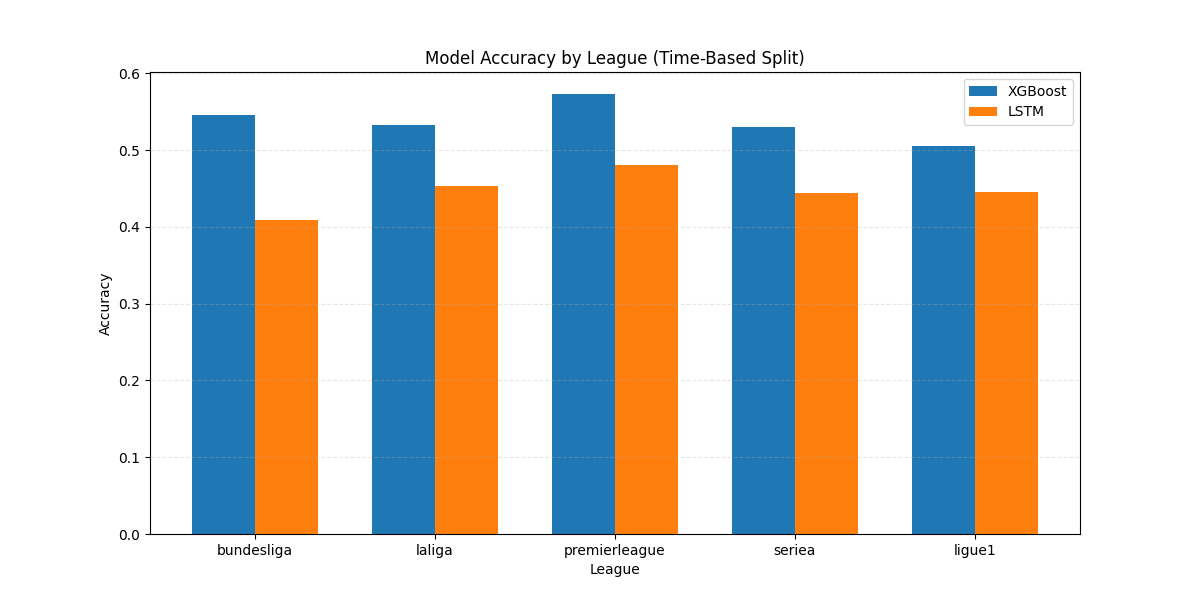 Model Accuracy by League (Time-Based Split)
XGBoost
LSTM
Accuracy
0.6
0.5
0.4
0.3
0.2
0.1
0.0
bundesliga
laliga
premierleague
seriea
ligue1
League